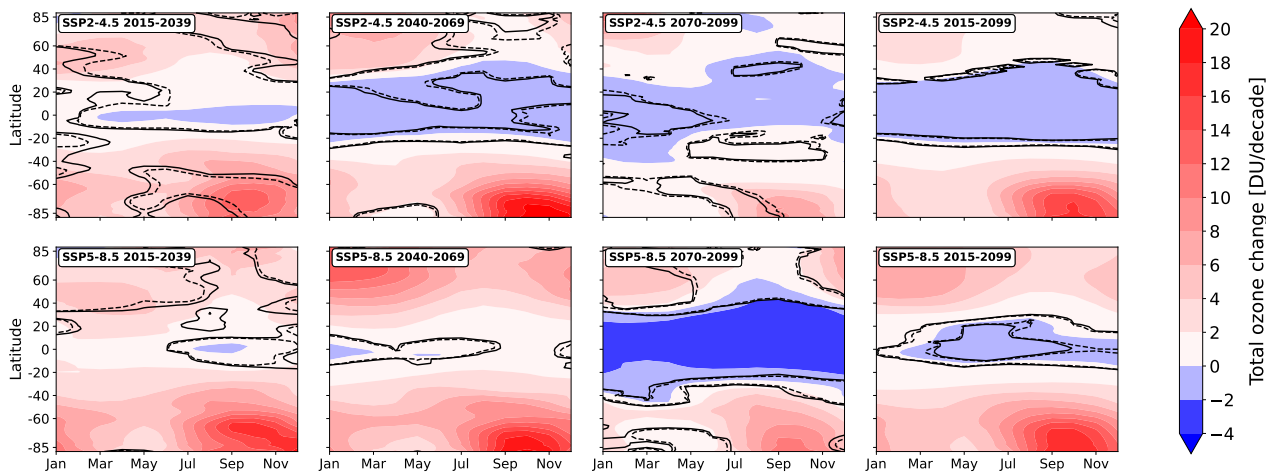 SSP2-4.5 2015-2039
SSP2-4.5 2040-2069
SSP2-4.5 2070-2099
SSP2-4.5 2015-2099
85
60
40
20
0
-20
-40
-60
-85
Latitude
SSP5-8.5 2015-2039
SSP5-8.5 2040-2069
SSP5-8.5 2070-2099
SSP5-8.5 2015-2099
85
60
40
20
0
-20
-40
-60
-85
Latitude
Jan Mar May Jul Sep Nov
Jan Mar May Jul Sep Nov
Jan Mar May Jul Sep Nov
Jan Mar May Jul Sep Nov
20
18
16
14
12
10
8
6
4
2
0
−2
−4
Total ozone change [DU/decade]